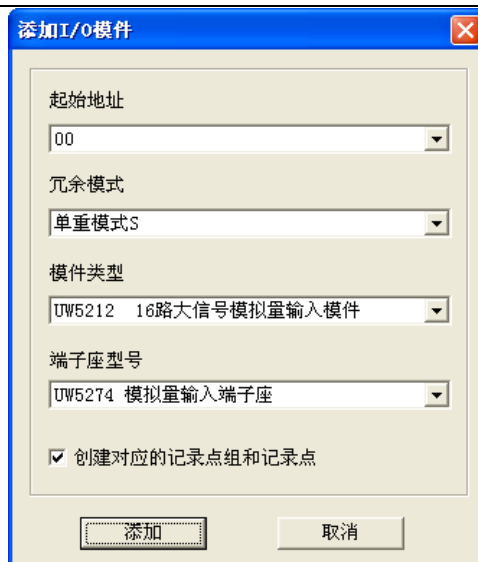 添加I/O模件
起始地址
00
冗余模式
单重模式S
模件类型
UW5212  16路大信号模拟量输入模件
端子座型号
UW5274 模拟量输入端子座
创建对应的记录点组和记录点
添加
取消